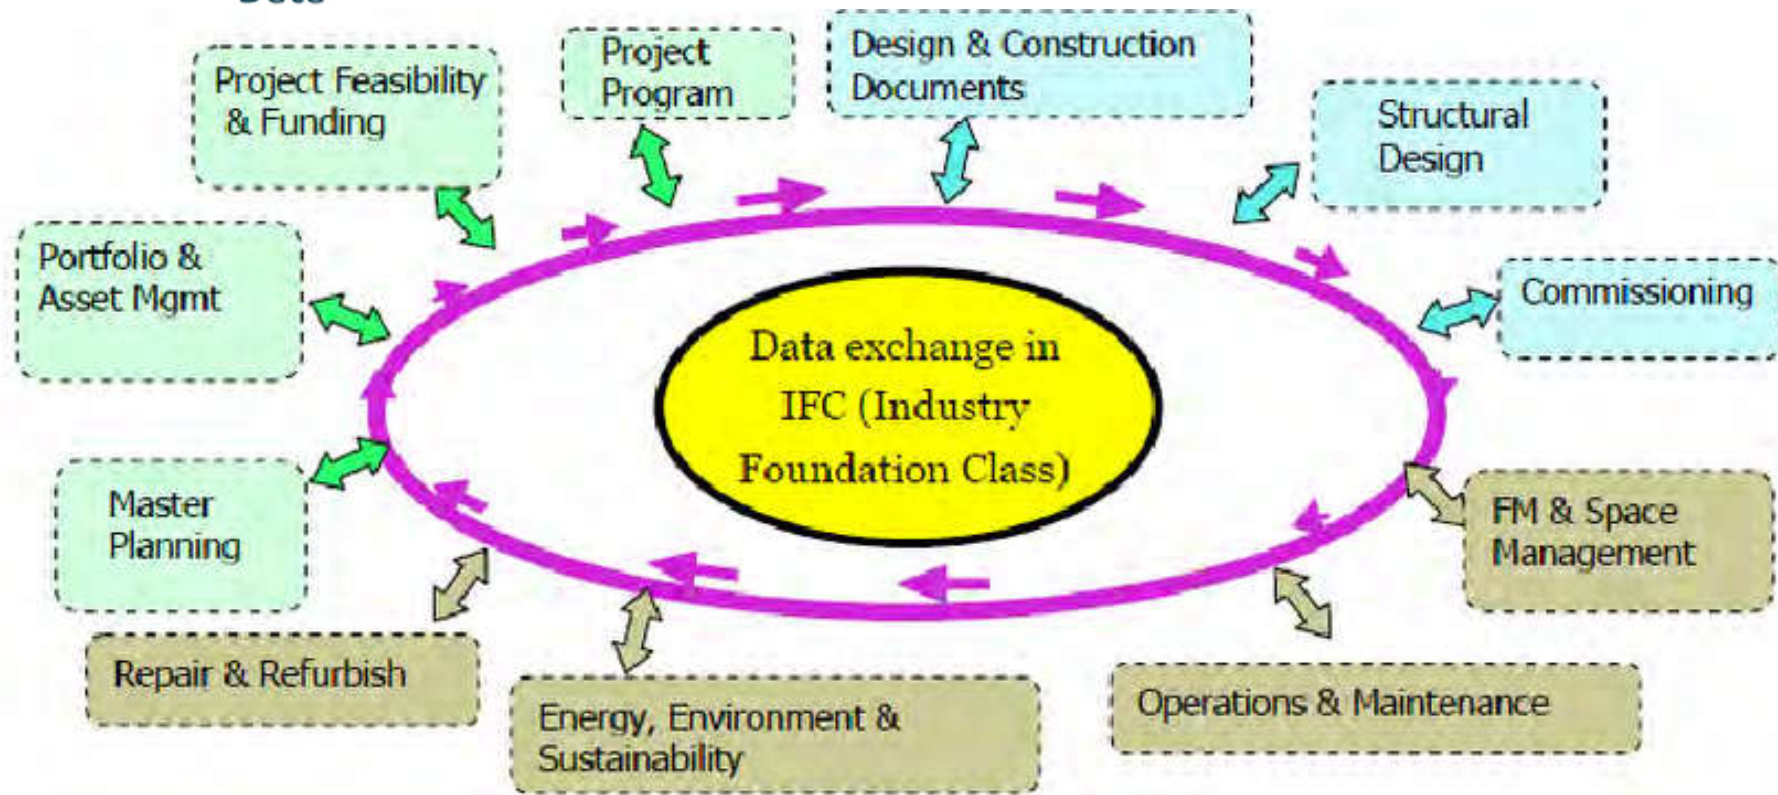 Project Feasibility
& Funding
Project
Program
Design & Construction
Documents
Structural
Design
Portfolio &
Asset Mgmt
Commissioning
Data exchange in
IFC (Industry
Foundation Class)
Master
Planning
FM & Space
Management
Repair & Refurbish
Energy, Environment &
Sustainability
Operations & Maintenance